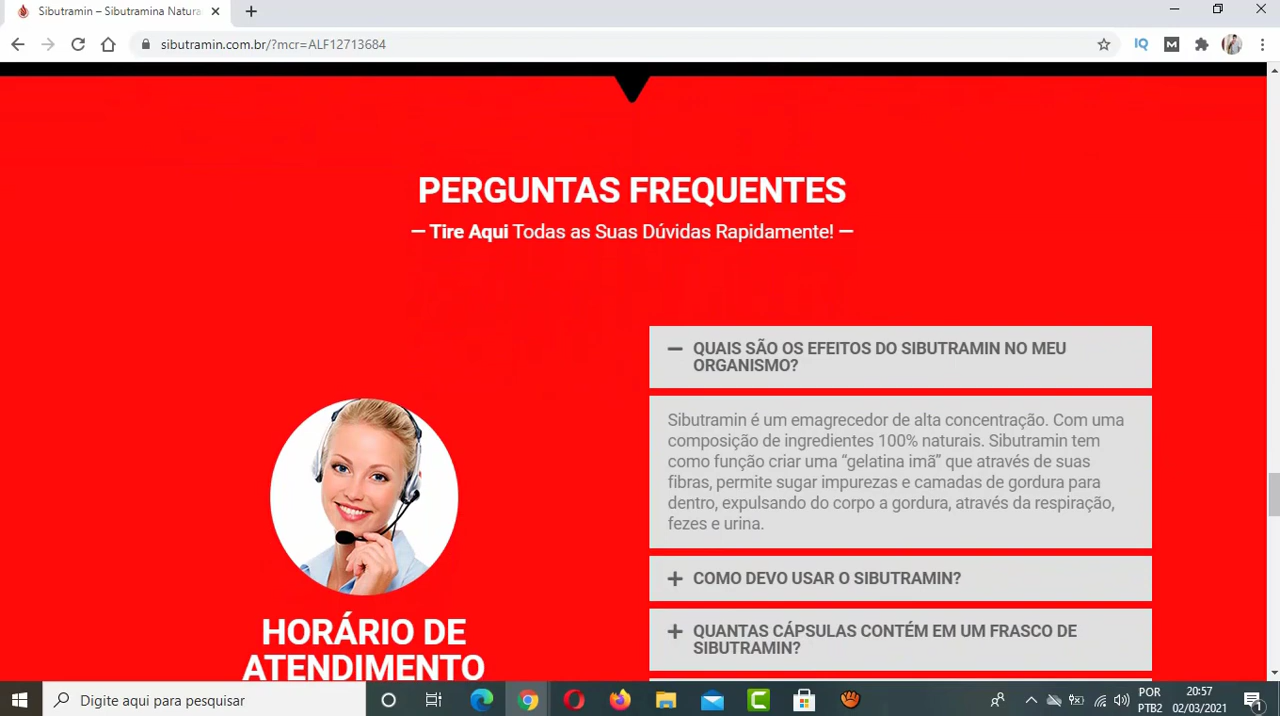 Sibutramin – Sibutramina Natura
sibutramin.com.br/?mcr=ALF12713684
IQ
M
PERGUNTAS FREQUENTES
— Tire Aqui Todas as Suas Dúvidas Rapidamente! —
QUAIS SÃO OS EFEITOS DO SIBUTRAMIN NO MEU
ORGANISMO?
Sibutramin é um emagrecedor de alta concentração. Com uma
composição de ingredientes 100% naturais. Sibutramin tem
como função criar uma “gelatina imã” que através de suas
fibras, permite sugar impurezas e camadas de gordura para
dentro, expulsando do corpo a gordura, através da respiração,
fezes e urina.
COMO DEVO USAR O SIBUTRAMIN?
QUANTAS CÁPSULAS CONTÉM EM UM FRASCO DE
SIBUTRAMIN?
HORÁRIO DE
ATENDIMENTO
Digite aqui para pesquisar
POR
PTB2
20:57
02/03/2021
1